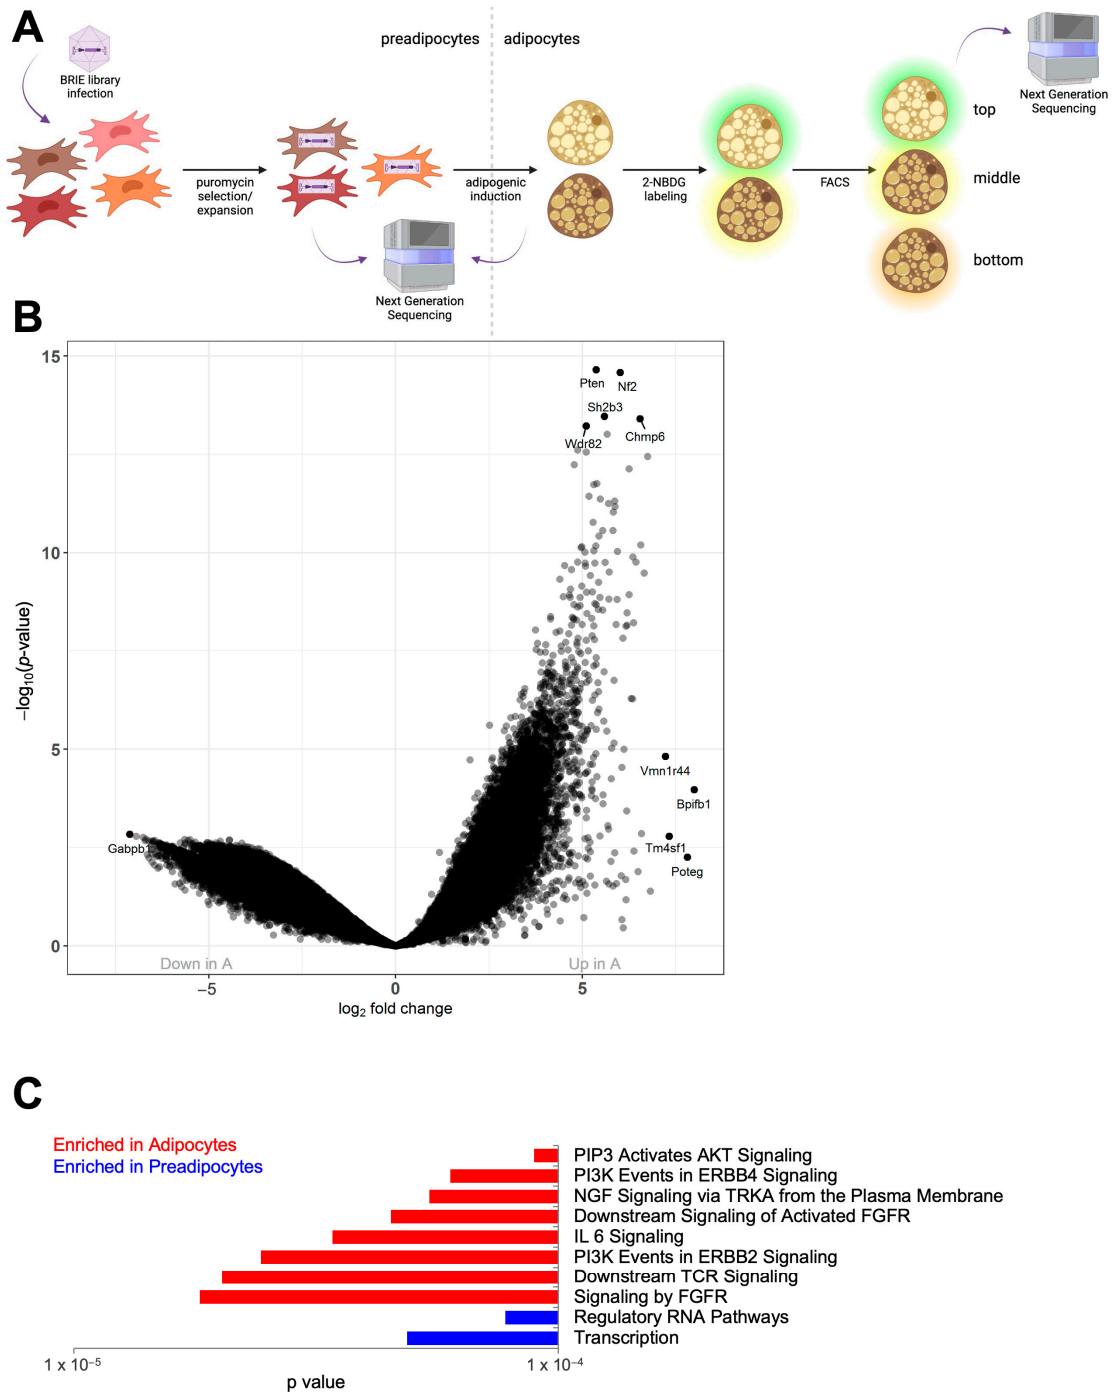 A
preadipocytes
adipocytes
BRIE library
infection
puromycin
selection/
expansion
adipogenic
induction
2-NBDG
labeling
FACS
top
middle
bottom
Next Generation
Sequencing
Next Generation
Sequencing
B
15
10
5
0
−log10(p-value)
Pten
Nf2
Sh2b3
Wdr82
Chmp6
Vmn1r44
Bpifb1
Tm4sf1
Poteg
Gabpb1
Down in A
Up in A
−5
0
5
log2 fold change
C
Enriched in Adipocytes
Enriched in Preadipocytes
PIP3 Activates AKT Signaling
PI3K Events in ERBB4 Signaling
NGF Signaling via TRKA from the Plasma Membrane
Downstream Signaling of Activated FGFR
IL 6 Signaling
PI3K Events in ERBB2 Signaling
Downstream TCR Signaling
Signaling by FGFR
Regulatory RNA Pathways
Transcription
1 x 10−5
1 x 10−4
p value